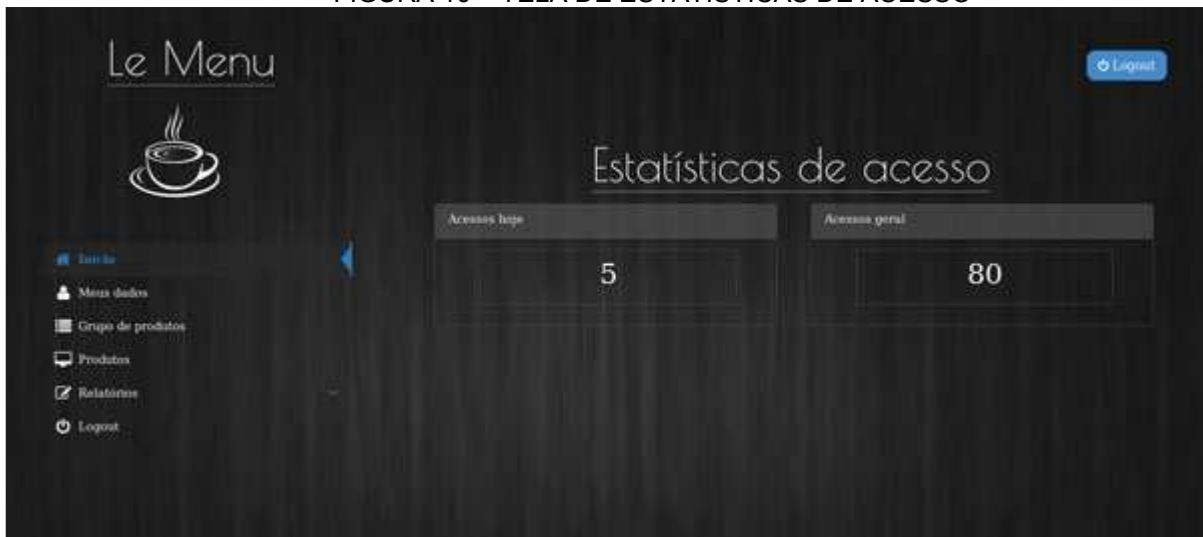 Le Menu
Logout
Estatísticas de acesso
Acessos hoje
Acessos geral
5
80
Início
Meus dados
Grupo de produtos
Produtos
Relatórios
Logout